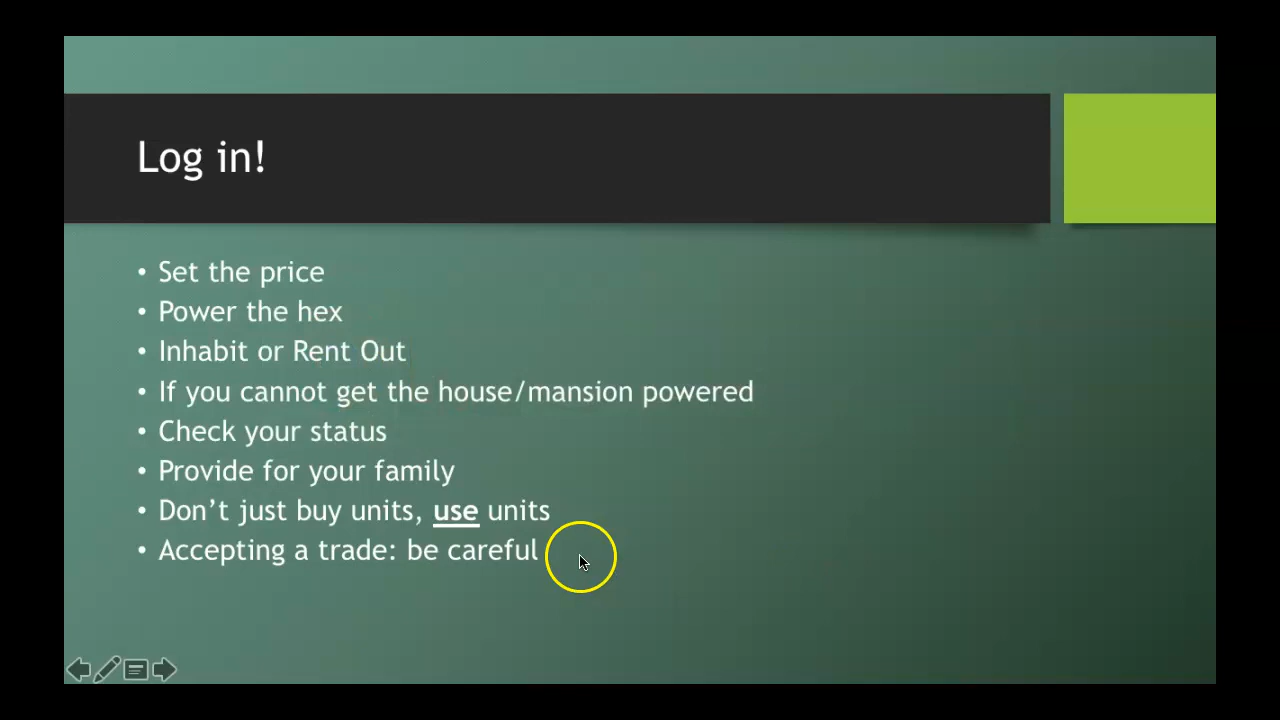 Log in!
• Set the price
• Power the hex
• Inhabit or Rent Out
• If you cannot get the house/mansion powered
• Check your status
• Provide for your family
• Don’t just buy units, use units
• Accepting a trade: be careful